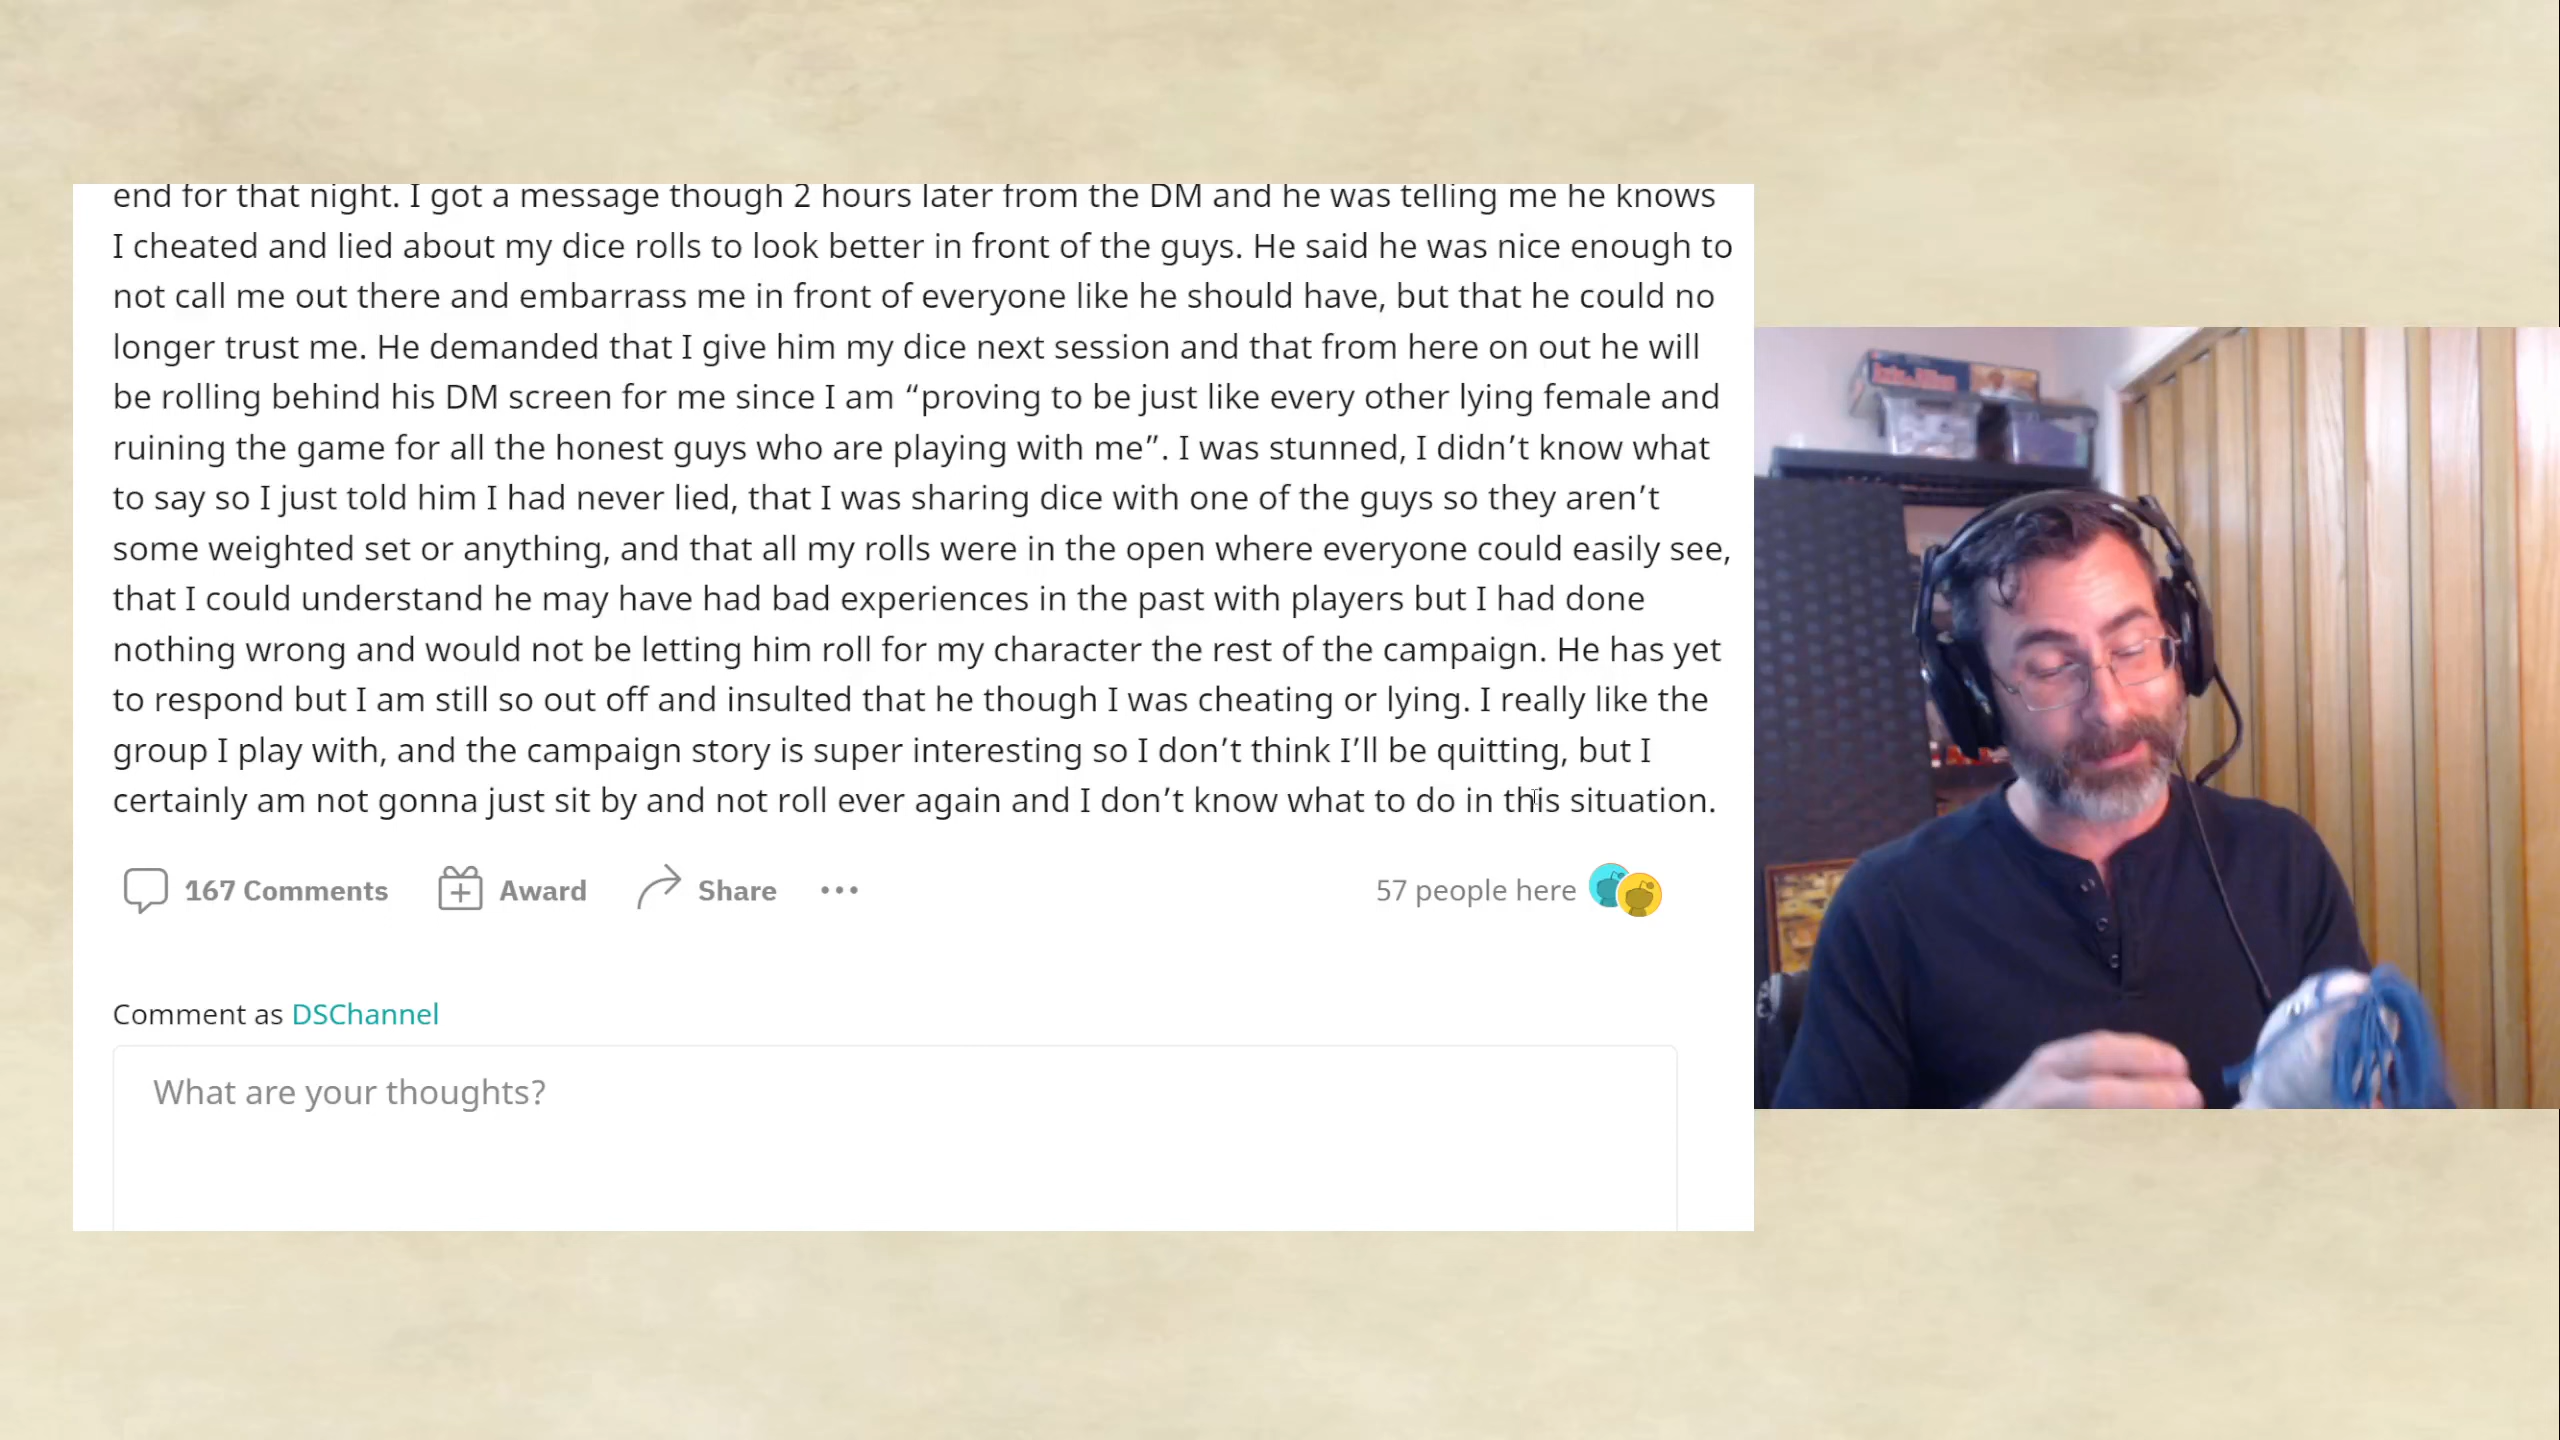 end for that night. I got a message though 2 hours later from the DM and he was telling me he knows
I cheated and lied about my dice rolls to look better in front of the guys. He said he was nice enough to
not call me out there and embarrass me in front of everyone like he should have, but that he could no
longer trust me. He demanded that I give him my dice next session and that from here on out he will
be rolling behind his DM screen for me since I am “proving to be just like every other lying female and
ruining the game for all the honest guys who are playing with me”. I was stunned, I didn’t know what
to say so I just told him I had never lied, that I was sharing dice with one of the guys so they aren’t
some weighted set or anything, and that all my rolls were in the open where everyone could easily see,
that I could understand he may have had bad experiences in the past with players but I had done
nothing wrong and would not be letting him roll for my character the rest of the campaign. He has yet
to respond but I am still so out off and insulted that he though I was cheating or lying. I really like the
group I play with, and the campaign story is super interesting so I don’t think I’ll be quitting, but I
certainly am not gonna just sit by and not roll ever again and I don’t know what to do in this situation.
167 Comments Award Share 57 people here
Comment as DSChannel
What are your thoughts?